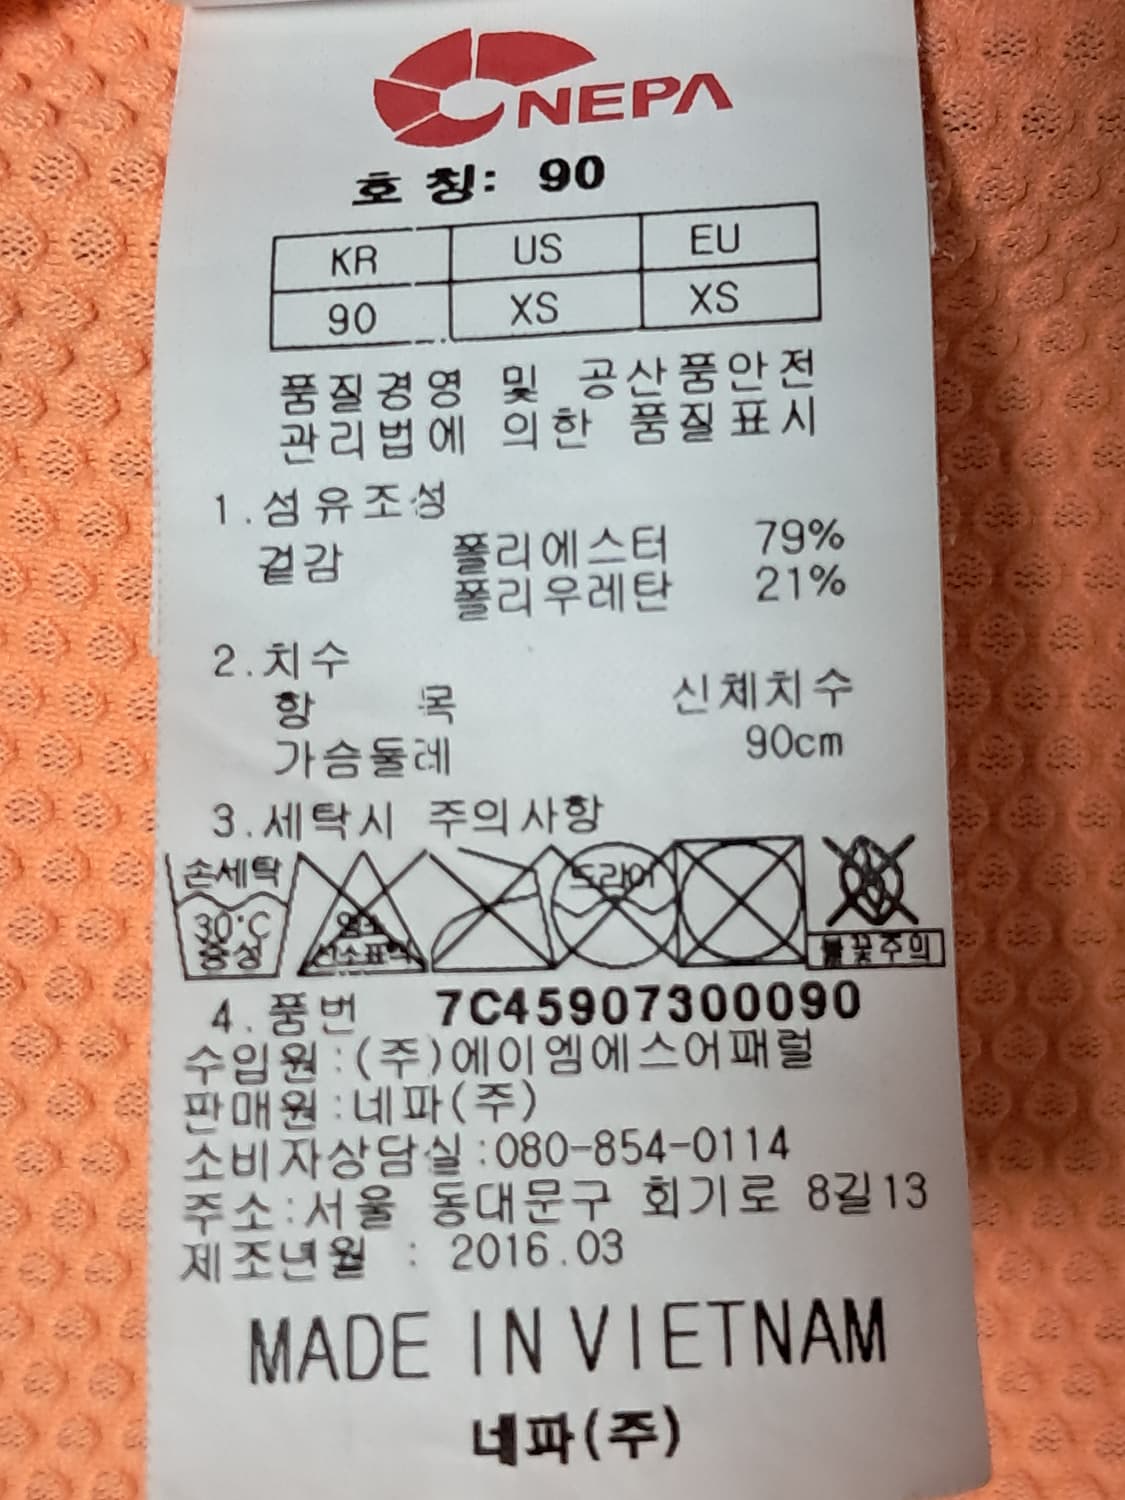 NEPA
호 칭: 90
KR US EU
90 XS XS
품질경영 및 공산품안전
관리법에 의한 품질표시
1.섬유조성
겉감 폴리에스터 79%
폴리우레탄 21%
2.치수
항 목 신체치수
가슴둘레 90cm
3.세탁시 주의사항
손세탁 30°C 중성
염소 산소표백
드라이
불꽃주의
4.품번 7C45907300090
수입원:(주)에이엠에스어패럴
판매원:네파(주)
소비자상담실:080-854-0114
주소:서울 동대문구 회기로 8길13
제조년월 : 2016.03
MADE IN VIETNAM
네파(주)